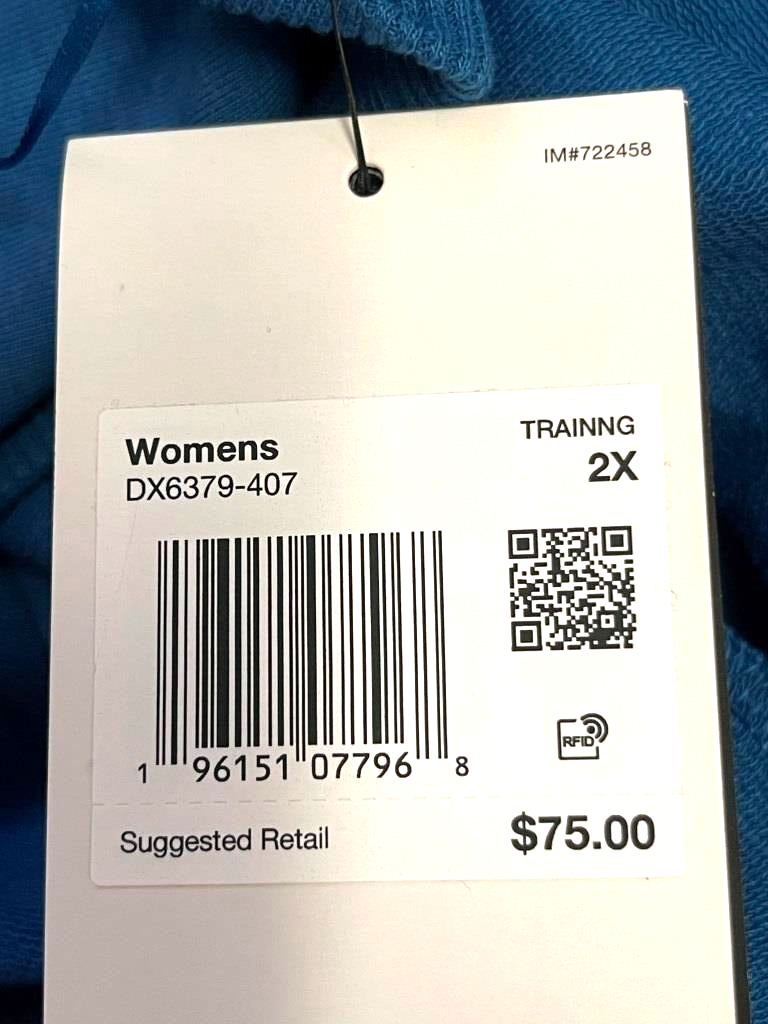 IM#722458
Womens
TRAINNG
DX6379-407
2X
RFID
1 96151 07796 8
Suggested Retail
$75.00